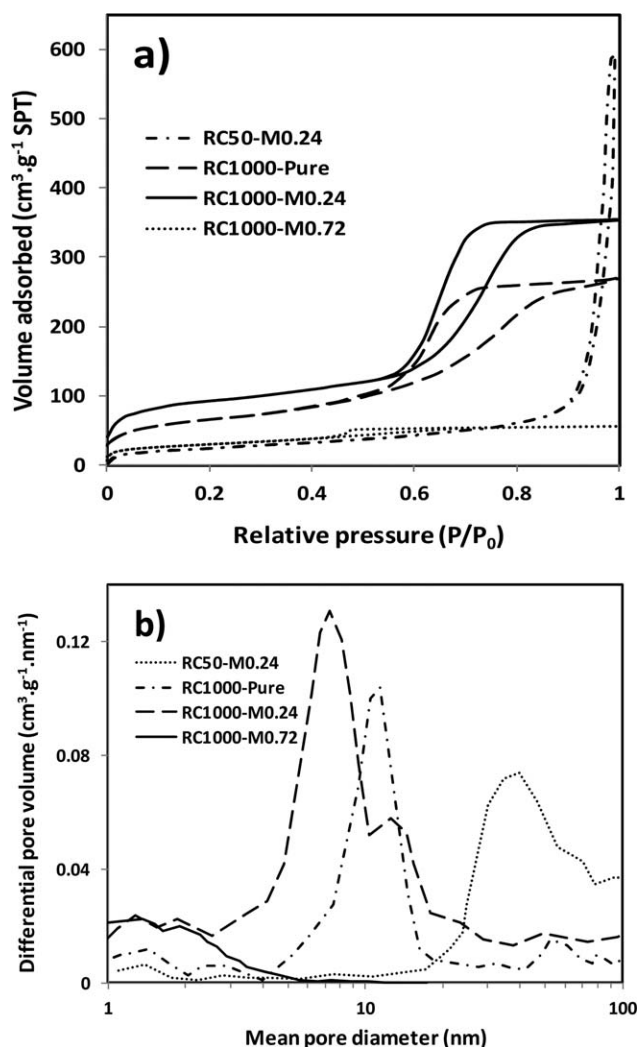 a)
600
500
400
300
200
100
0
Volume adsorbed (cm³·g⁻¹ SPT)
RC50-M0.24
RC1000-Pure
RC1000-M0.24
RC1000-M0.72
0 0.2 0.4 0.6 0.8 1
Relative pressure (P/P₀)
b)
0.12
0.08
0.04
0
Differential pore volume (cm³.g⁻¹.nm⁻¹)
RC50-M0.24
RC1000-Pure
RC1000-M0.24
RC1000-M0.72
1 10 100
Mean pore diameter (nm)